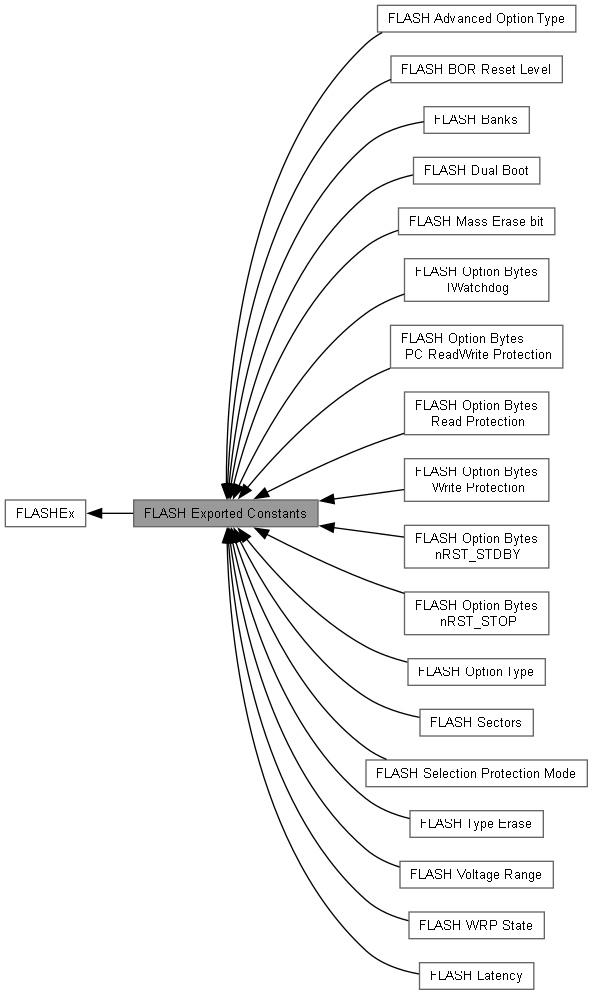 FLASH Advanced Option Type
FLASH BOR Reset Level
FLASH Banks
FLASH Dual Boot
FLASH Mass Erase bit
FLASH Option Bytes
IWatchdog
FLASH Option Bytes
PC ReadWrite Protection
FLASH Option Bytes
Read Protection
FLASH Option Bytes
Write Protection
FLASHEx
FLASH Exported Constants
FLASH Option Bytes
nRST_STDBY
FLASH Option Bytes
nRST_STOP
FLASH Option Type
FLASH Sectors
FLASH Selection Protection Mode
FLASH Type Erase
FLASH Voltage Range
FLASH WRP State
FLASH Latency